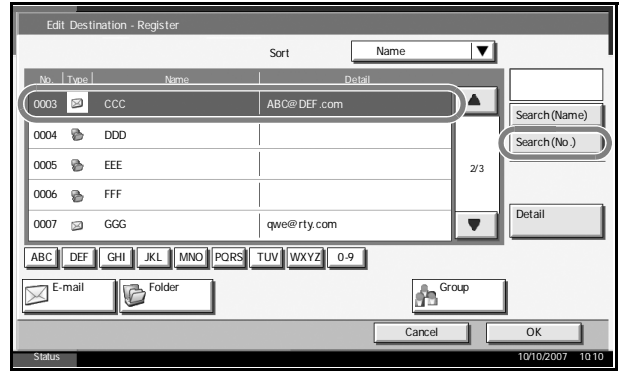 Edit Destination - Register
Sort Name
No. Type Name Detail
0003 CCC ABC@DEF.com
0004 DDD
0005 EEE
0006 FFF
0007 GGG qwe@rty.com
2/3
Search(Name)
Search(No.)
Detail
ABC DEF GHI JKL MNO PQRS TUV WXYZ 0-9
E-mail Folder Group
Cancel OK
Status 10/10/2007 10:10